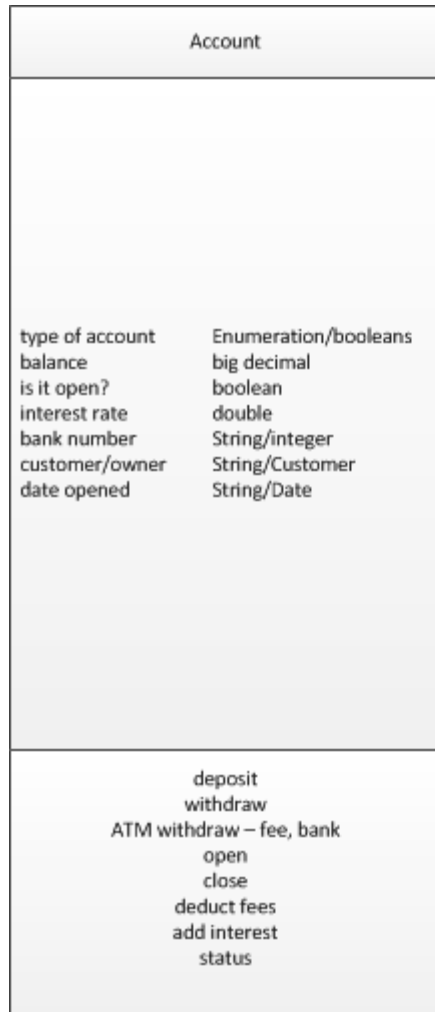 Account
type of account Enumeration/booleans
balance big decimal
is it open? boolean
interest rate double
bank number String/integer
customer/owner String/Customer
date opened String/Date
deposit
withdraw
ATM withdraw – fee, bank
open
close
deduct fees
add interest
status